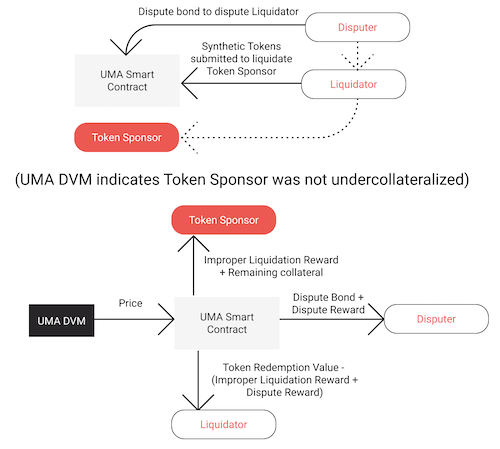 Dispute bond to dispute Liquidator
Disputer
Synthetic Tokens
submitted to liquidate
Token Sponsor
UMA Smart
Contract
Liquidator
Token Sponsor
(UMA DVM indicates Token Sponsor was not undercollateralized)
Token Sponsor
Improper Liquidation Reward
+ Remaining collateral
Price
UMA DVM
UMA Smart
Contract
Dispute Bond +
Dispute Reward
Disputer
Token Redemption Value -
(Improper Liquidation Reward +
Dispute Reward)
Liquidator